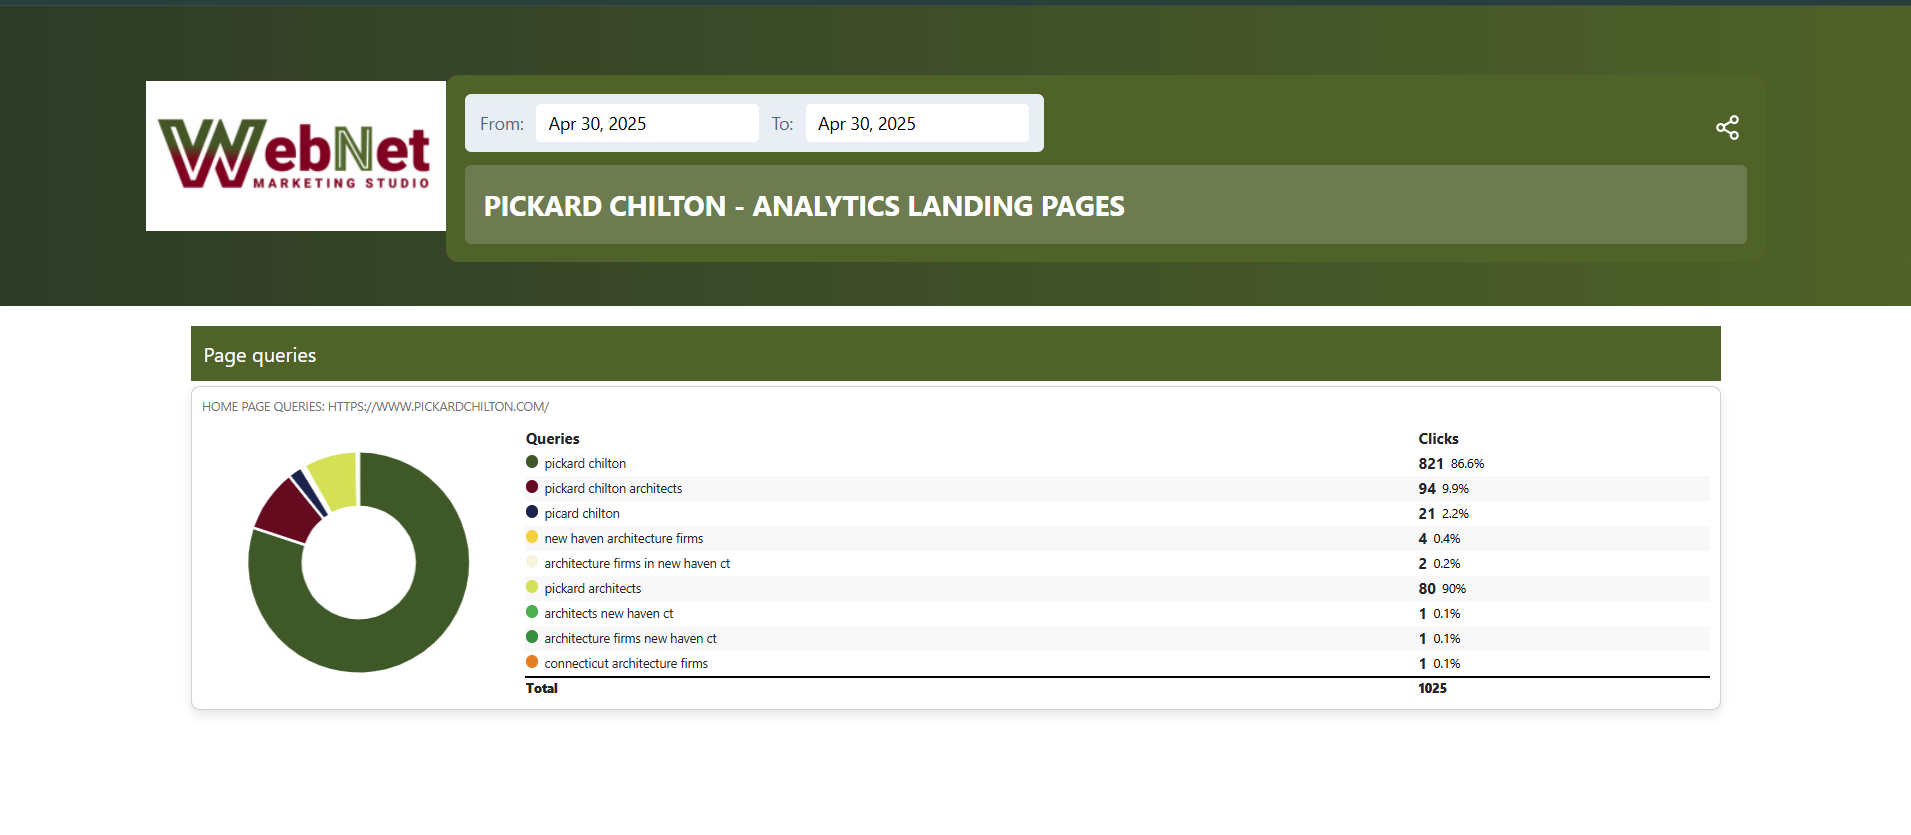 WebNet
MARKETING STUDIO
From: Apr 30, 2025 To: Apr 30, 2025
PICKARD CHILTON - ANALYTICS LANDING PAGES
Page queries
HOME PAGE QUERIES: HTTPS://WWW.PICKARDCHILTON.COM/
Queries Clicks
pickard chilton 821 86.6%
pickard chilton architects 94 9.9%
picard chilton 21 2.2%
new haven architecture firms 4 0.4%
architecture firms in new haven ct 2 0.2%
pickard architects 80 90%
architects new haven ct 1 0.1%
architecture firms new haven ct 1 0.1%
connecticut architecture firms 1 0.1%
Total 1025